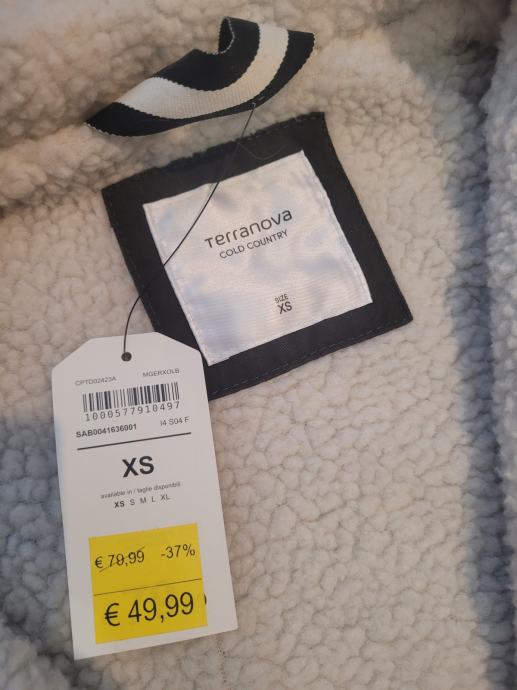 Terranova
COLD COUNTRY
SIZE
XS
CPTD02423A MGERXOLB
1000577910497
SAB0041636001 I4 S04 F
XS
available in / taglie disponibili
XS S M L XL
€ 79,99 -37%
€ 49,99